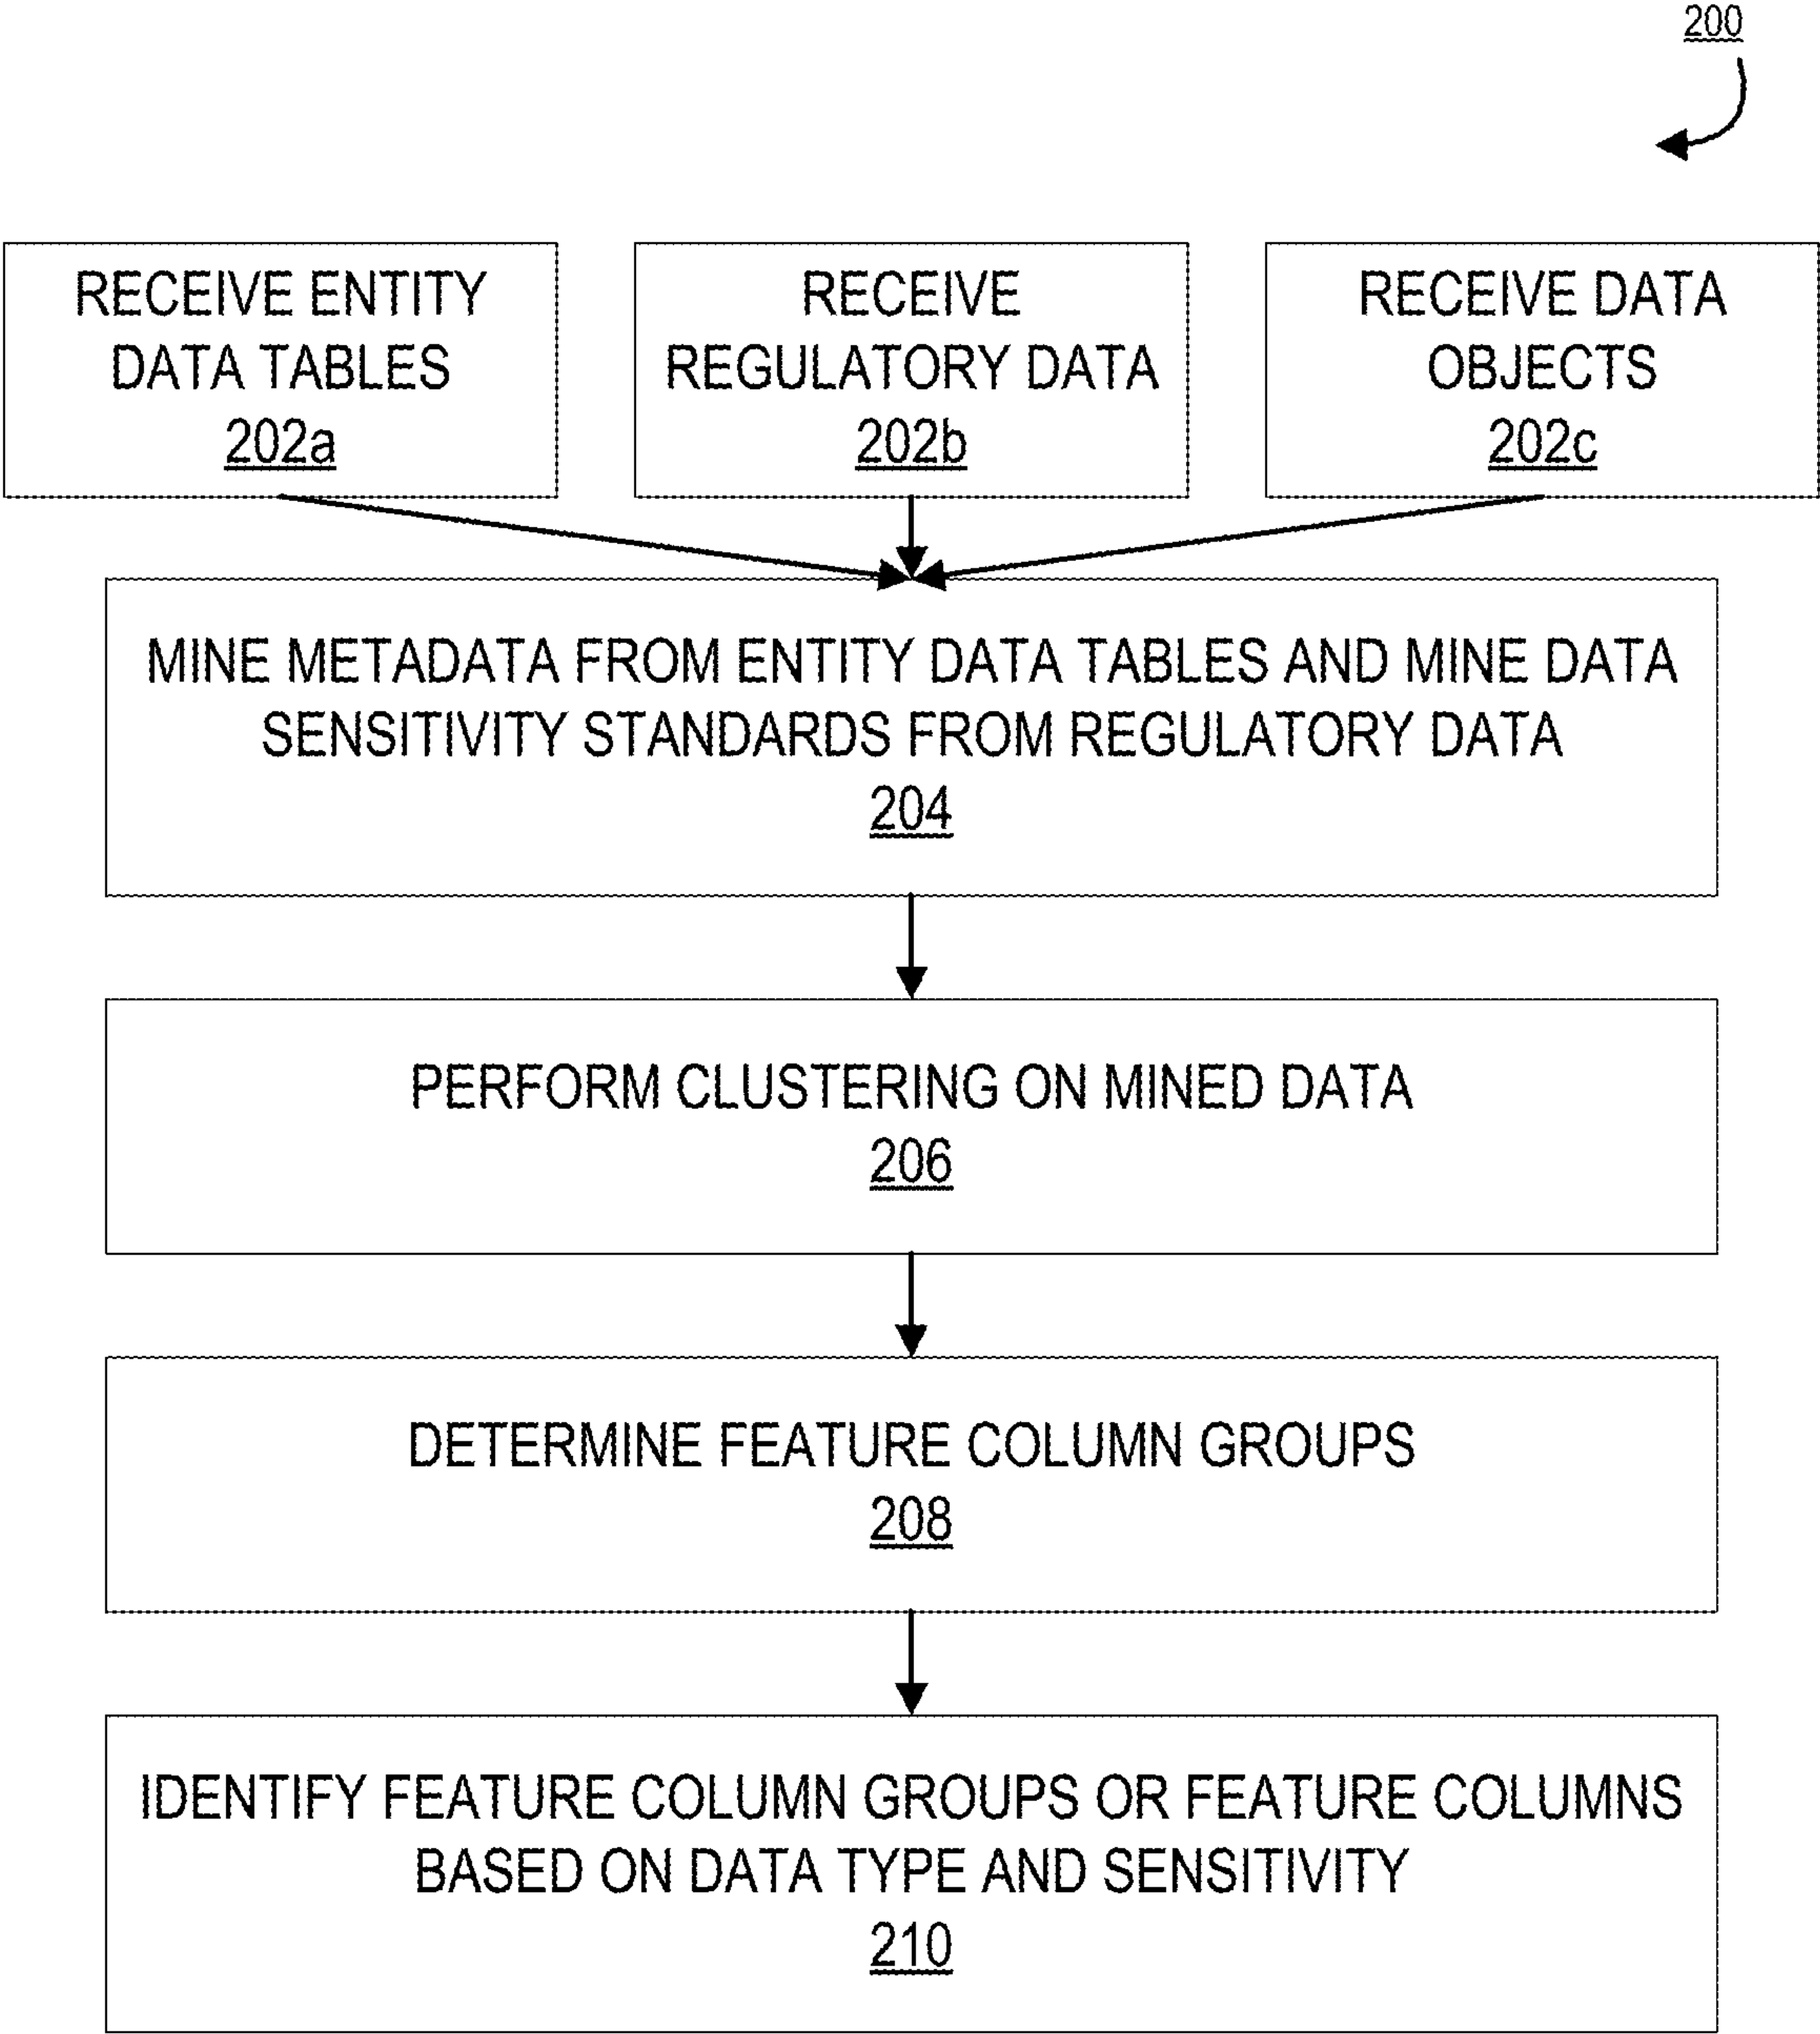 200
RECEIVE ENTITY
DATA TABLES
202a
RECEIVE
REGULATORY DATA
202b
RECEIVE DATA
OBJECTS
202c
MINE METADATA FROM ENTITY DATA TABLES AND MINE DATA
SENSITIVITY STANDARDS FROM REGULATORY DATA
204
PERFORM CLUSTERING ON MINED DATA
206
DETERMINE FEATURE COLUMN GROUPS
208
IDENTIFY FEATURE COLUMN GROUPS OR FEATURE COLUMNS
BASED ON DATA TYPE AND SENSITIVITY
210